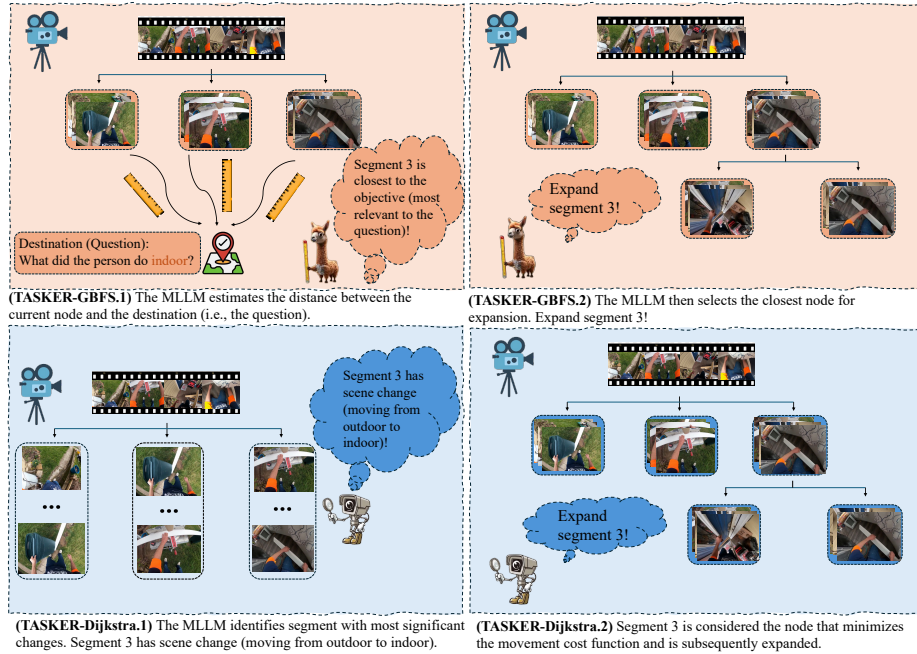 Segment 3 is
closest to the
objective (most
relevant to the
question)!
Destination (Question):
What did the person do indoor?
(TASKER-GBFS.1) The MLLM estimates the distance between the
current node and the destination (i.e., the question).
Expand
segment 3!
(TASKER-GBFS.2) The MLLM then selects the closest node for
expansion. Expand segment 3!
Segment 3 has
scene change
(moving from
outdoor to
indoor)!
...
...
...
(TASKER-Dijkstra.1) The MLLM identifies segment with most significant
changes. Segment 3 has scene change (moving from outdoor to indoor).
Expand
segment 3!
(TASKER-Dijkstra.2) Segment 3 is considered the node that minimizes
the movement cost function and is subsequently expanded.